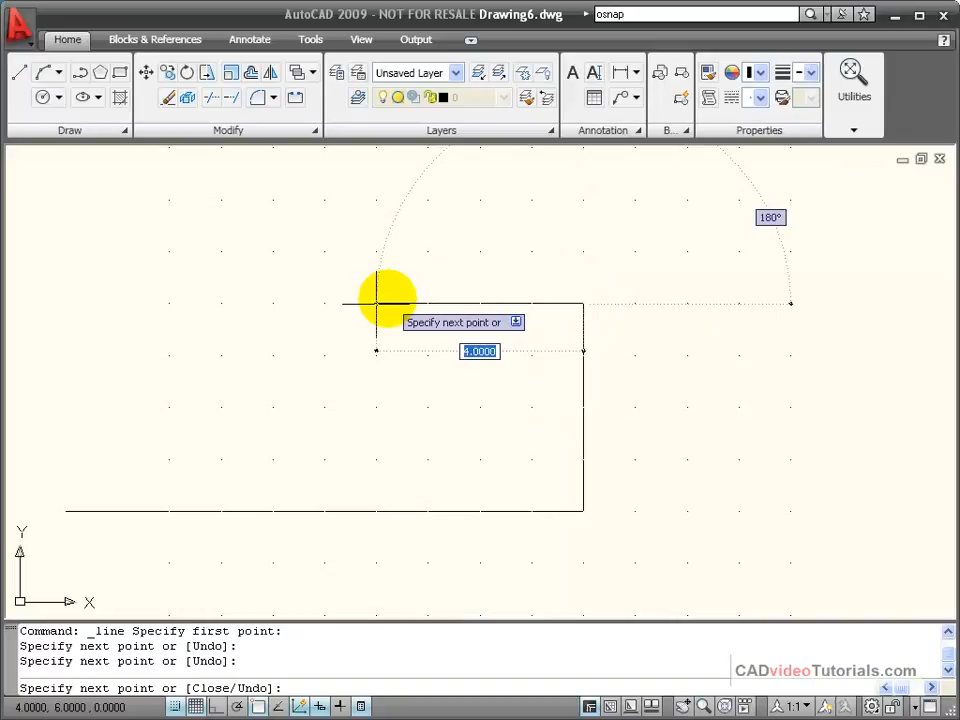 AutoCAD 2009 - NOT FOR RESALE Drawing6.dwg
osnap
Home
Blocks & References
Annotation
Tools
View
Output
Unsaved Layer
0
A
A
Utilities
Draw
Modify
Layers
Annotation
B...
Properties
180°
Specify next point or
4.0000
Y
X
Command: _line Specify first point:
Specify next point or [Undo]:
Specify next point or [Undo]:
Specify next point or [Close/Undo]:
CADvideoTutorials.com
4.0000, 6.0000, 0.0000
1:1